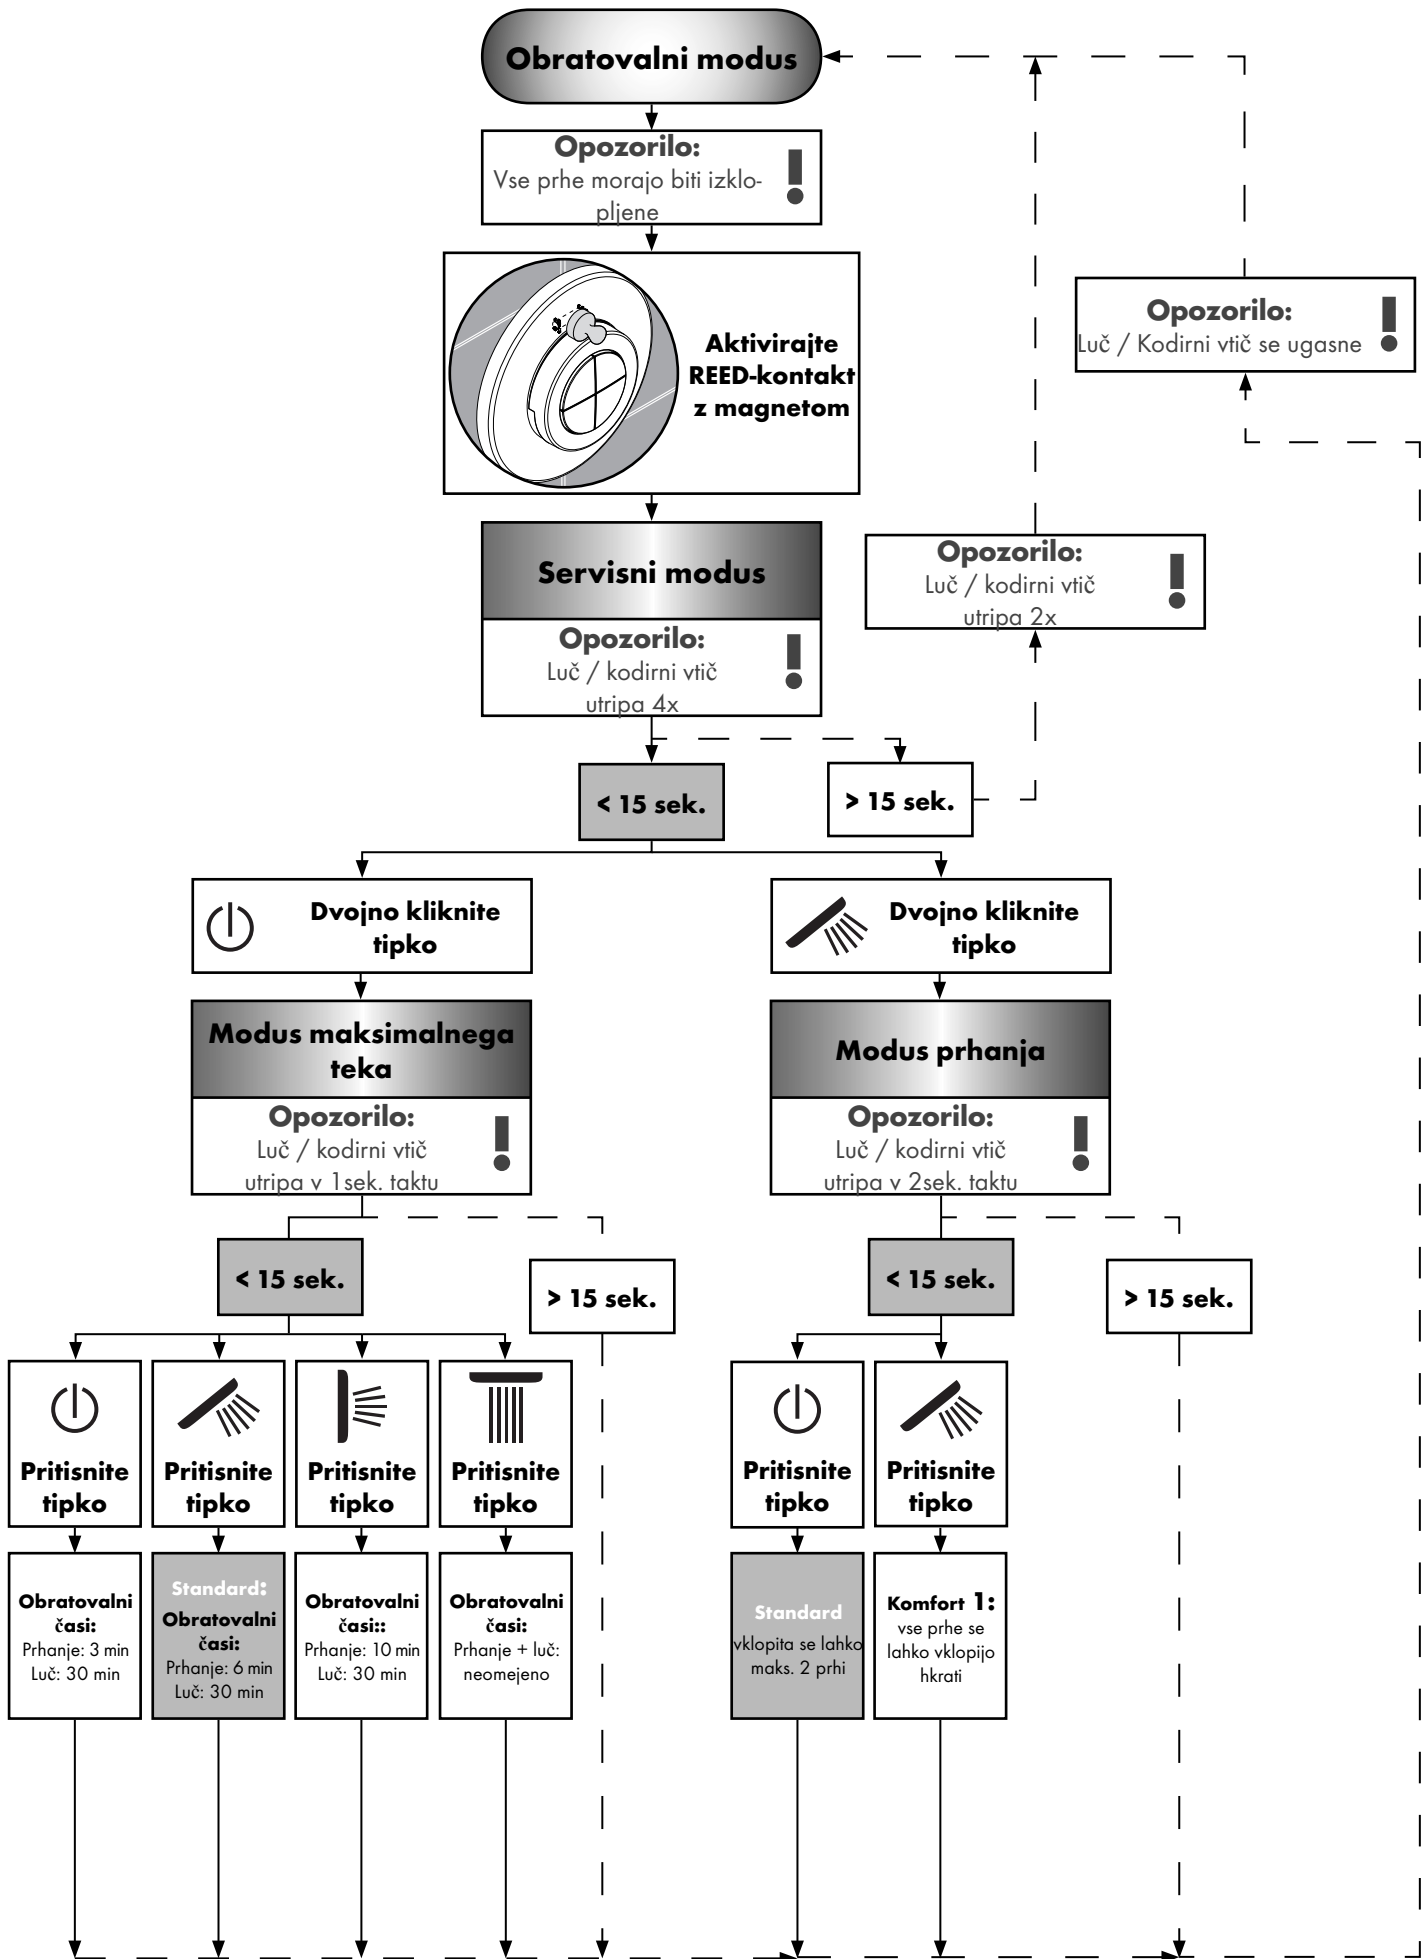 Obratovalni modus
Opozorilo:
Vse prhe morajo biti izklo-
pljene
Aktivirajte
REED-kontakt
z magnetom
Opozorilo:
Luč / Kodirni vtič se ugasne
Servisni modus
Opozorilo:
Luč / kodirni vtič
utripa 4x
Opozorilo:
Luč / kodirni vtič
utripa 2x
< 15 sek.
> 15 sek.
Dvojno kliknite
tipko
Dvojno kliknite
tipko
Modus maksimalnega
teka
Opozorilo:
Luč / kodirni vtič
utripa v 1sek. taktu
Modus prhanja
Opozorilo:
Luč / kodirni vtič
utripa v 2sek. taktu
< 15 sek.
> 15 sek.
< 15 sek.
> 15 sek.
Pritisnite
tipko
Pritisnite
tipko
Pritisnite
tipko
Pritisnite
tipko
Pritisnite
tipko
Pritisnite
tipko
Obratovalni
časi:
Prhanje: 3 min
Luč: 30 min
Standard:
Obratovalni
časi:
Prhanje: 6 min
Luč: 30 min
Obratovalni
časi::
Prhanje: 10 min
Luč: 30 min
Obratovalni
časi:
Prhanje + luč:
neomejeno
Standard
vklopita se lahko
maks. 2 prhi
Komfort 1:
vse prhe se
lahko vklopijo
hkrati